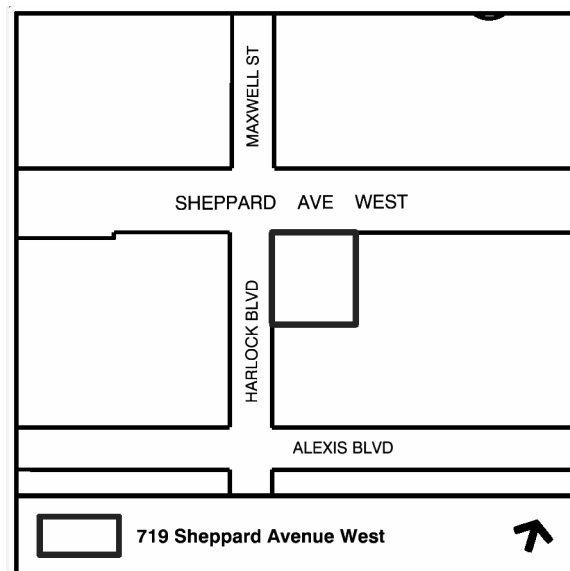 MAXWELL ST
SHEPPARD AVE WEST
HARLOCK BLVD
ALEXIS BLVD
719 Sheppard Avenue West